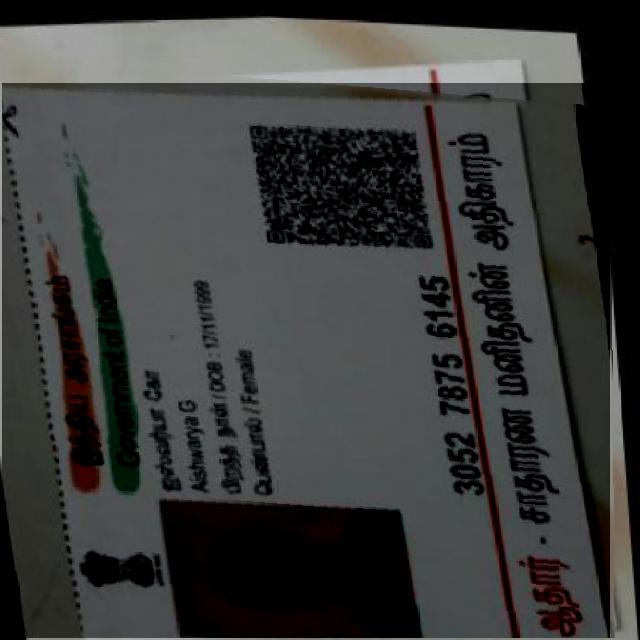 இந்திய அரசாங்கம்
Government of India
ஐஸ்வர்யா
Aishwarya G
பிறந்த நாள் / DOB : 17/11/1999
பெண்பால் / Female
3052 7875 6145
ஆதார் - சாதாரண மனிதனின் அதிகாரம்